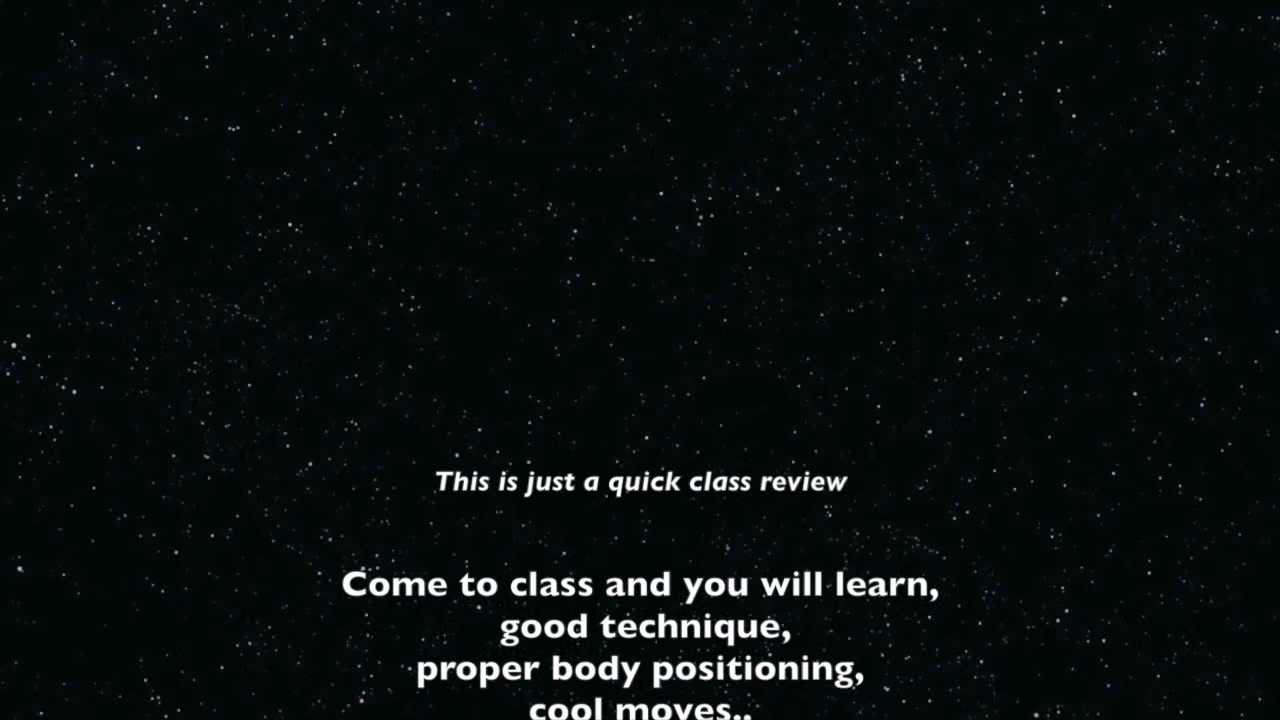 This is just a quick class review
Come to class and you will learn,
good technique,
proper body positioning,
cool moves..